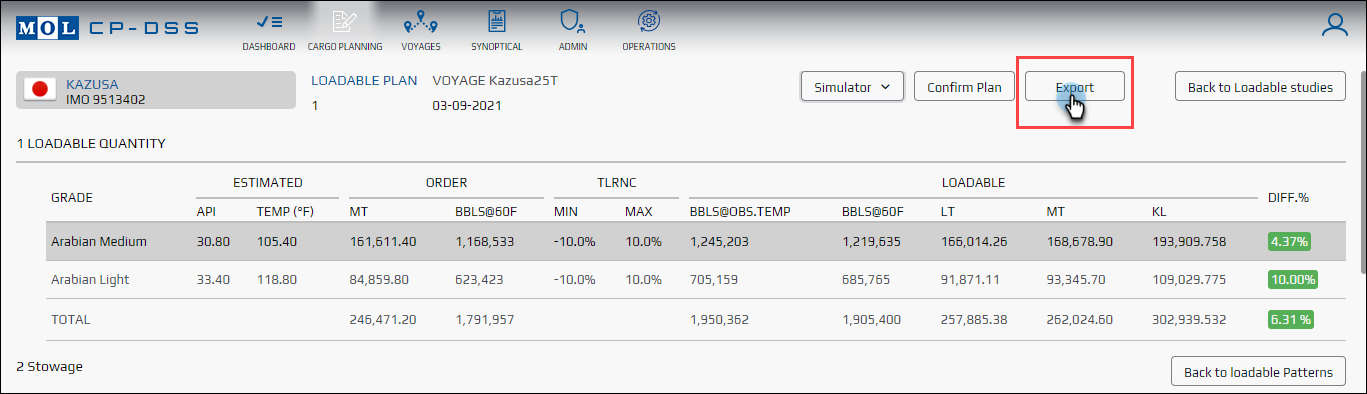 MOL CP-DSS
DASHBOARD CARGO PLANNING VOYAGES SYNOPTICAL ADMIN OPERATIONS
KAZUSA LOADABLE PLAN VOYAGE Kazusa25T Simulator Confirm Plan Export Back to Loadable studies
IMO 9513402 1 03-09-2021
1 LOADABLE QUANTITY
ESTIMATED ORDER TLRNC LOADABLE
GRADE DIFF.%
API TEMP (°F) MT BBLS@60F MIN MAX BBLS@OBS.TEMP BBLS@60F LT MT KL
Arabian Medium 30.80 105.40 161,611.40 1,168,533 -10.0% 10.0% 1,245,203 1,219,635 166,014.26 168,678.90 193,909.758 4.37%
Arabian Light 33.40 118.80 84,859.80 623,423 -10.0% 10.0% 705,159 685,765 91,871.11 93,345.70 109,029.775 10.00%
TOTAL 246,471.20 1,791,957 1,950,362 1,905,400 257,885.38 262,024.60 302,939.532 6.31 %
2 Stowage Back to loadable Patterns